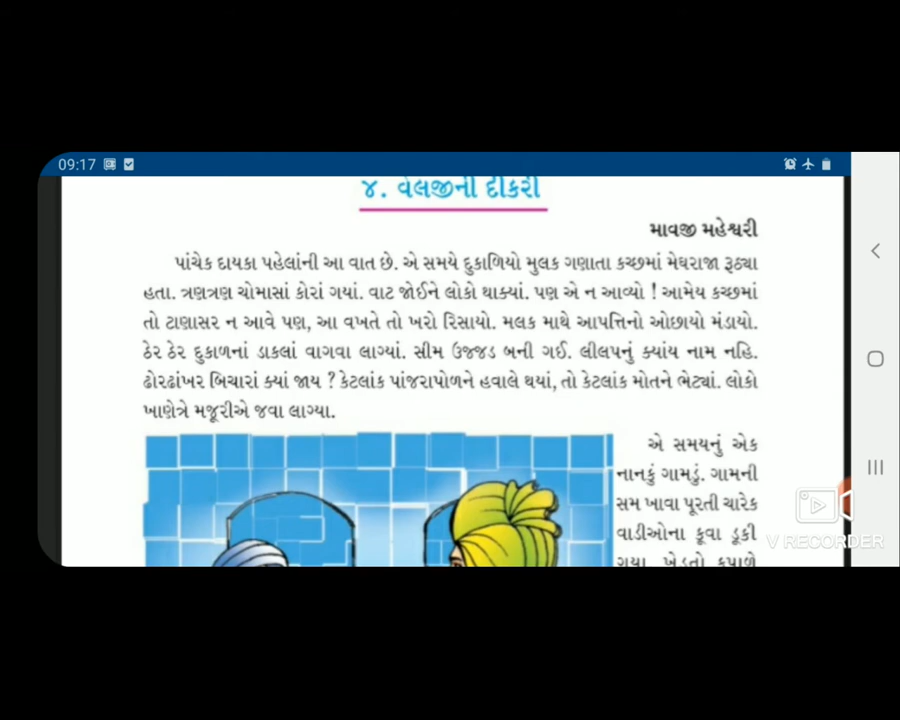 09:17
૪. વેલજીની દીકરી
માવજી મહેશ્વરી
પાંચેક દાયકા પહેલાંની આ વાત છે. એ સમયે દુકાળિયો મુલક ગણાતા કચ્છમાં મેઘરાજા રૂઠ્યા
હતા. ત્રણત્રણ ચોમાસાં કોરાં ગયાં. વાટ જોઈને લોકો થાક્યાં. પણ એ ન આવ્યો ! આમેય કચ્છમાં
તો ટાણાસર ન આવે પણ, આ વખતે તો ખરો રિસાયો. મલક માથે આપત્તિનો ઓછાયો મંડાયો.
ઠેર ઠેર દુકાળનાં ડાકલાં વાગવા લાગ્યાં. સીમ ઉજ્જડ બની ગઈ. લીલપનું ક્યાંય નામ નહિ.
ઢોરઢાંખર બિચારાં ક્યાં જાય ? કેટલાંક પાંજરાપોળને હવાલે થયાં, તો કેટલાંક મોતને ભેટ્યાં. લોકો
ખાણેત્રે મજૂરીએ જવા લાગ્યા.
એ સમયનું એક
નાનકું ગામડું. ગામની
સમ ખાવા પૂરતી ચારેક
વાડીઓના કૂવા ડૂકી
ગયા. ખેડૂતો કપાળે
V RECORDER